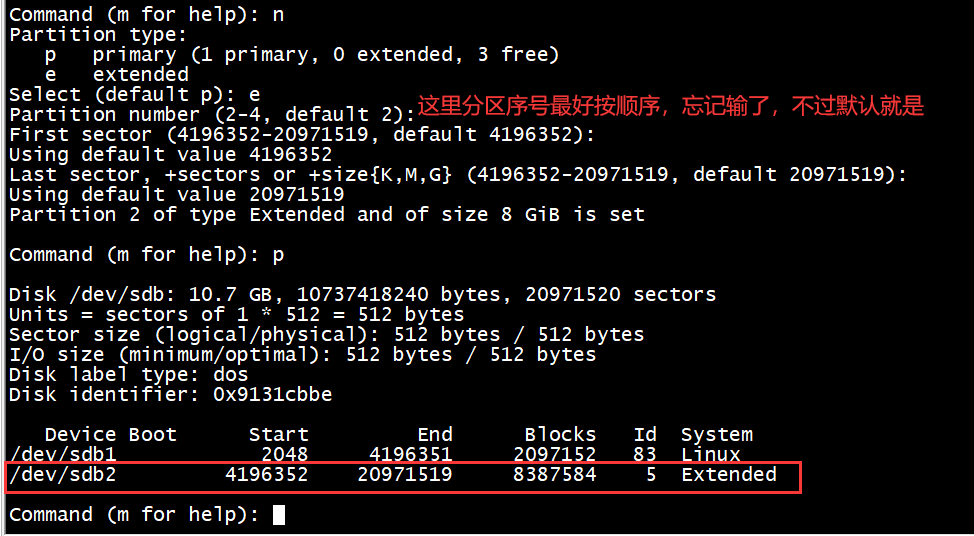 Command (m for help): n
Partition type:
   p   primary (1 primary, 0 extended, 3 free)
   e   extended
Select (default p): e
Partition number (2-4, default 2):这里分区序号最好按顺序，忘记输了，不过默认就是
First sector (4196352-20971519, default 4196352):
Using default value 4196352
Last sector, +sectors or +size{K,M,G} (4196352-20971519, default 20971519):
Using default value 20971519
Partition 2 of type Extended and of size 8 GiB is set
Command (m for help): p
Disk /dev/sdb: 10.7 GB, 10737418240 bytes, 20971520 sectors
Units = sectors of 1 * 512 = 512 bytes
Sector size (logical/physical): 512 bytes / 512 bytes
I/O size (minimum/optimal): 512 bytes / 512 bytes
Disk label type: dos
Disk identifier: 0x9131cbbe
   Device Boot      Start         End      Blocks   Id  System
/dev/sdb1            2048     4196351     2097152   83  Linux
/dev/sdb2         4196352    20971519     8387584    5  Extended
Command (m for help):